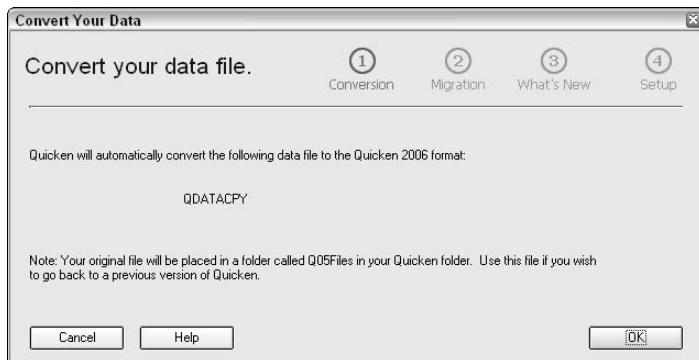 Convert Your Data
Convert your data file.
1 2 3 4
Conversion Migration What's New Setup
Quicken will automatically convert the following data file to the Quicken 2006 format:
QDATACPY
Note: Your original file will be placed in a folder called Q05Files in your Quicken folder. Use this file if you wish
to go back to a previous version of Quicken.
Cancel Help OK